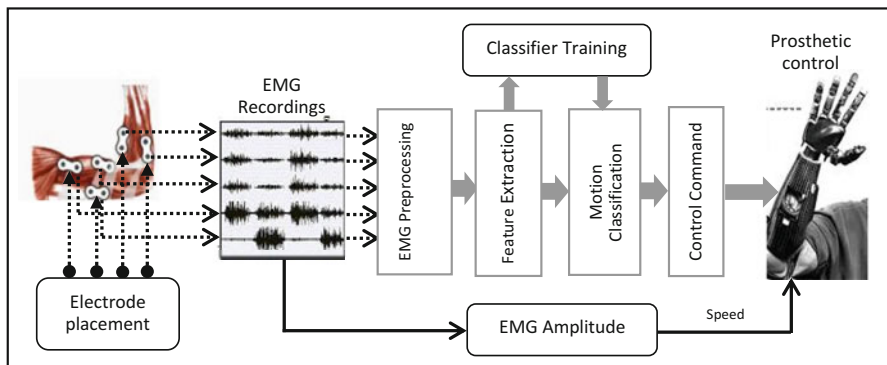 Classifier Training
Prosthetic
control
EMG
Recordings
EMG Preprocessing
Feature Extraction
Motion
Classification
Control Command
Electrode
placement
EMG Amplitude
Speed